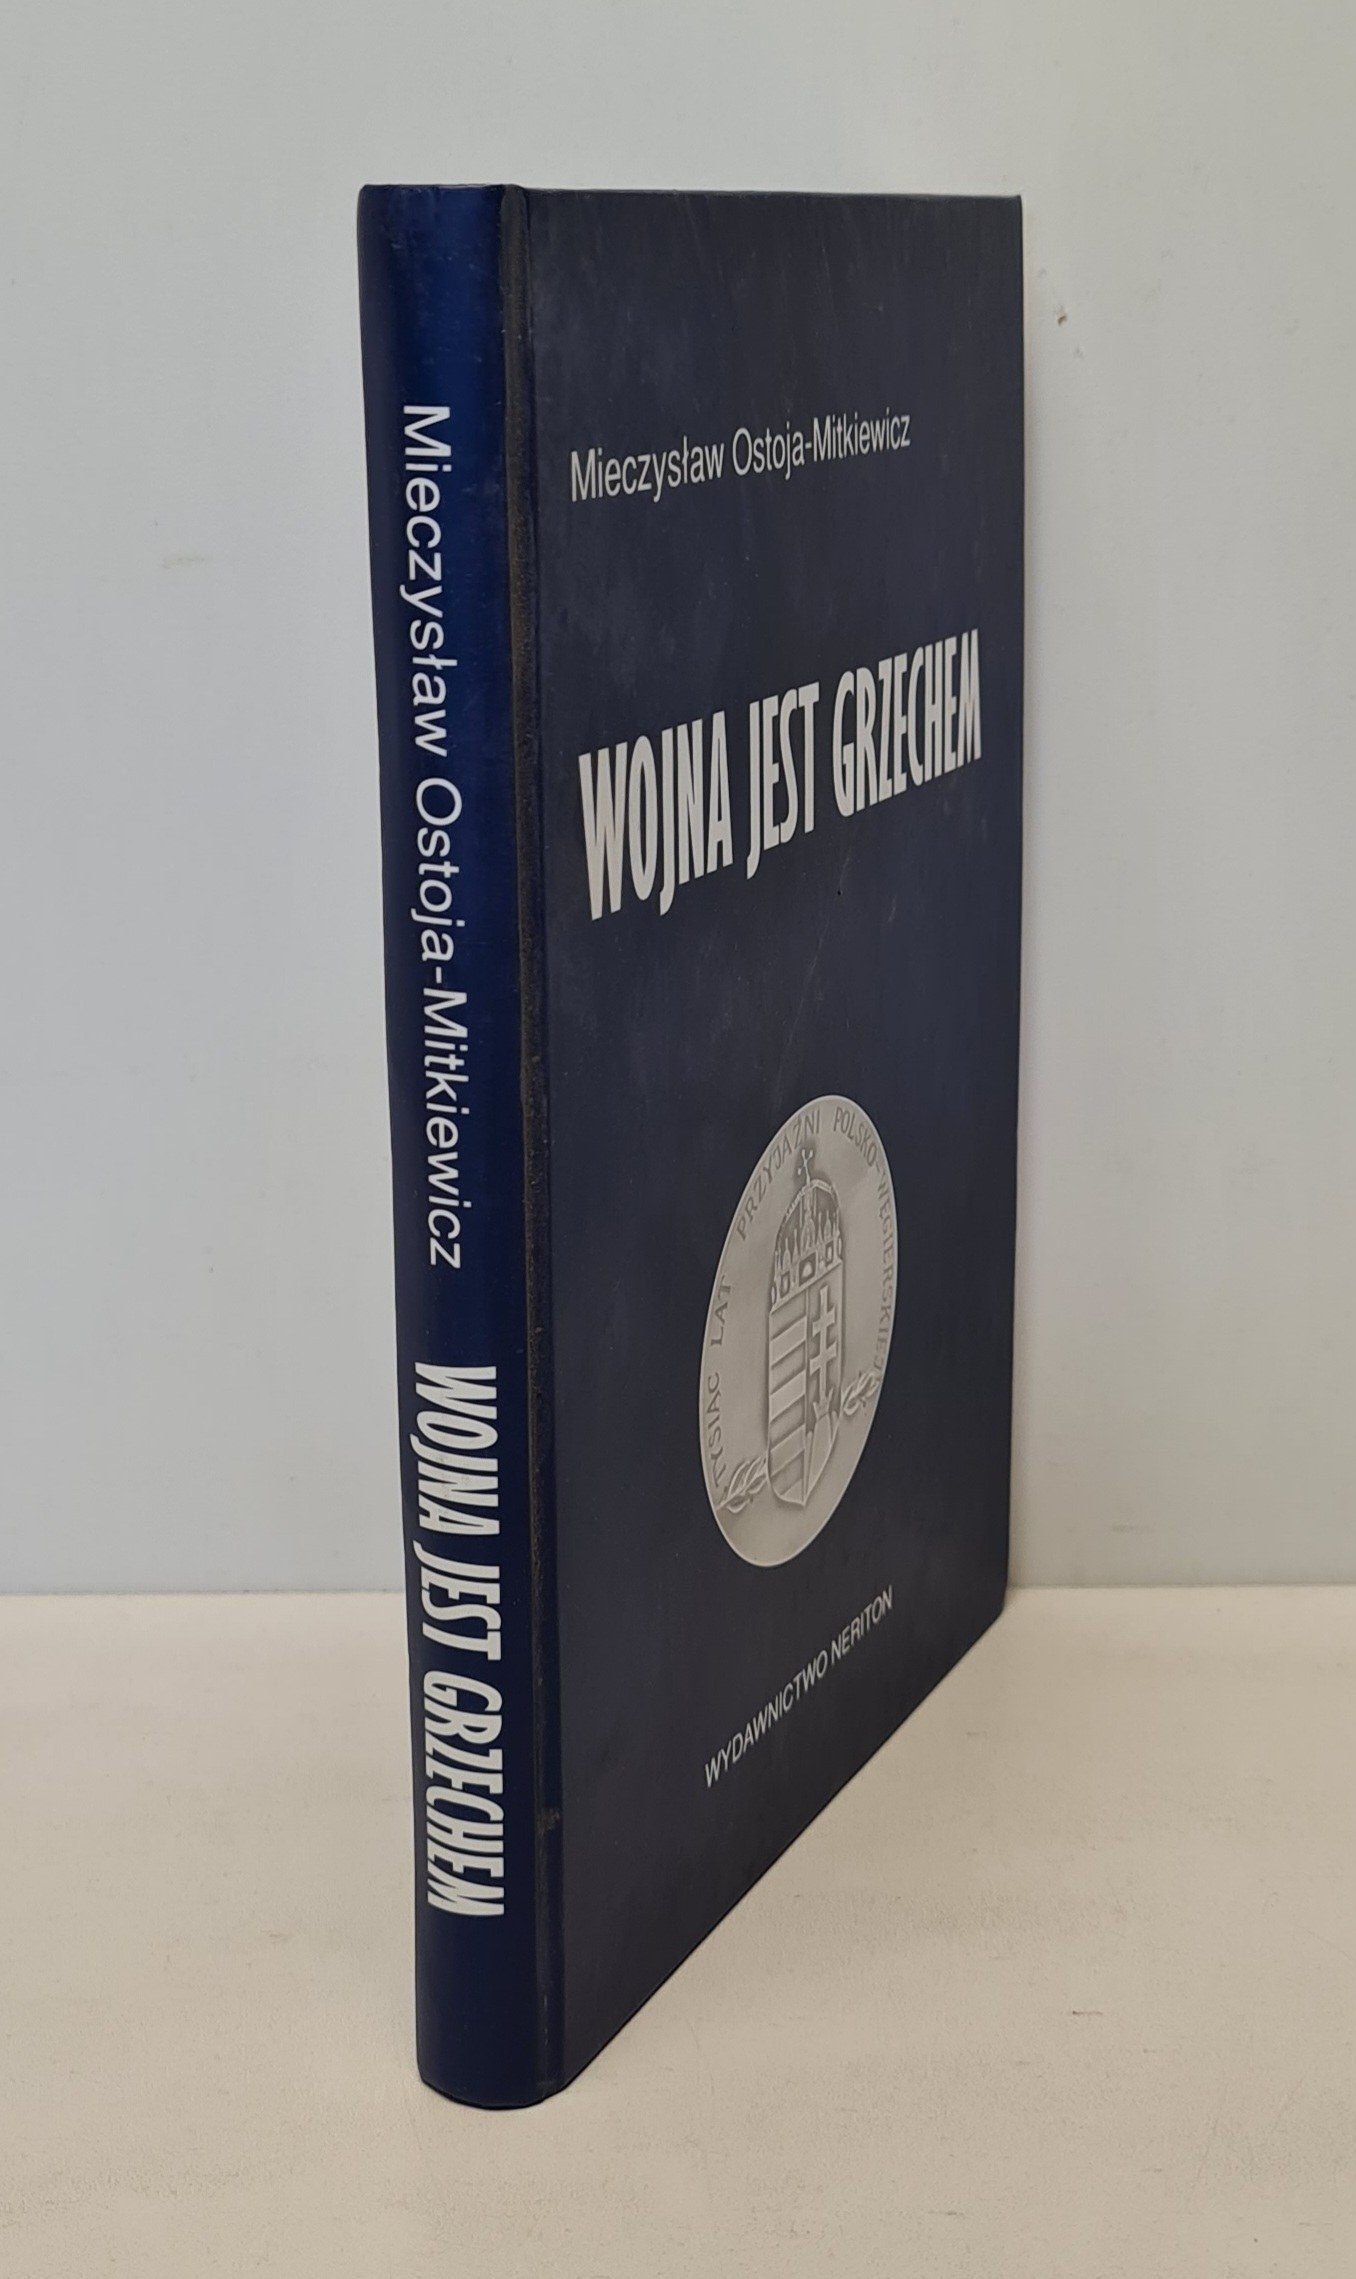 Mieczysław Ostoja-Mitkiewicz WOJNA JEST GRZECHEM
Mieczysław Ostoja-Mitkiewicz
WOJNA JEST GRZECHEM
TYSIĄC LAT PRZYJAŹNI POLSKO-WĘGIERSKIEJ
WYDAWNICTWO NERITON